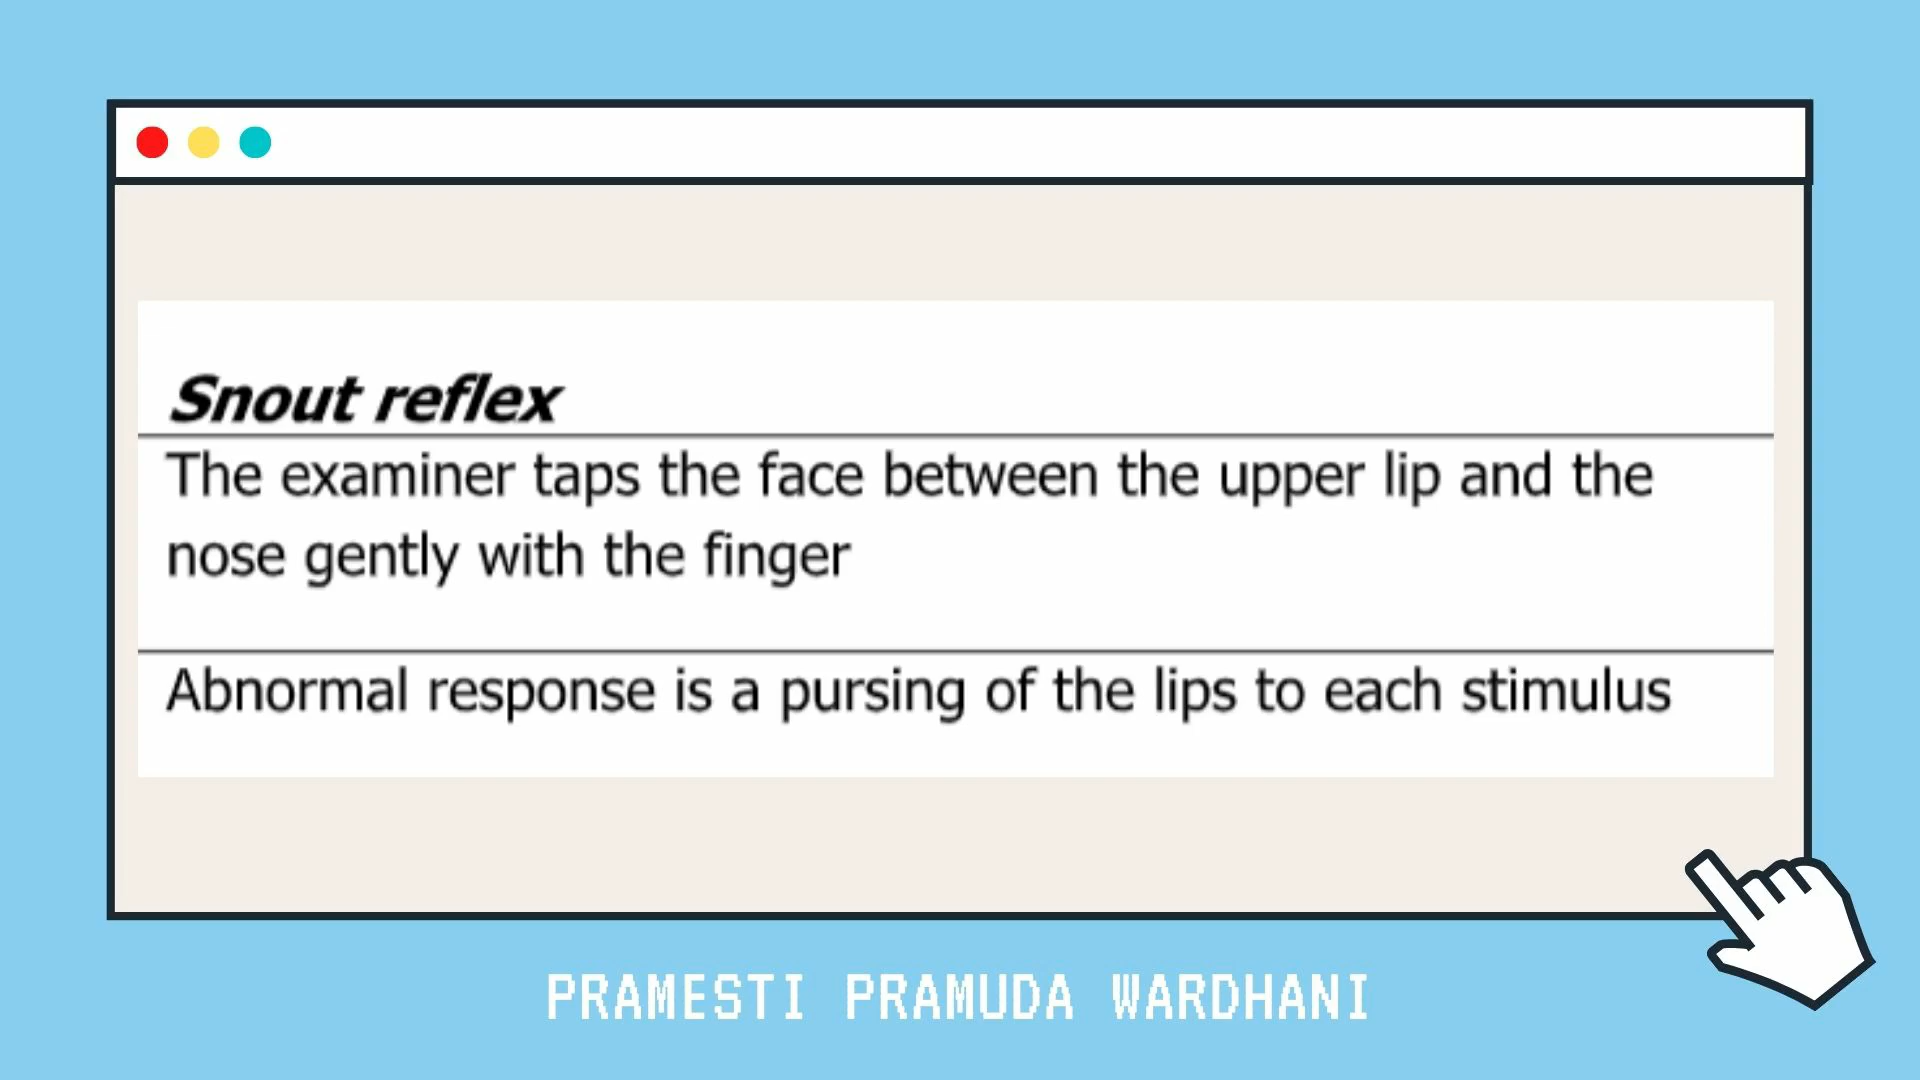 Snout reflex
The examiner taps the face between the upper lip and the
nose gently with the finger
Abnormal response is a pursing of the lips to each stimulus
PRAMESTI PRAMUDA WARDHANI